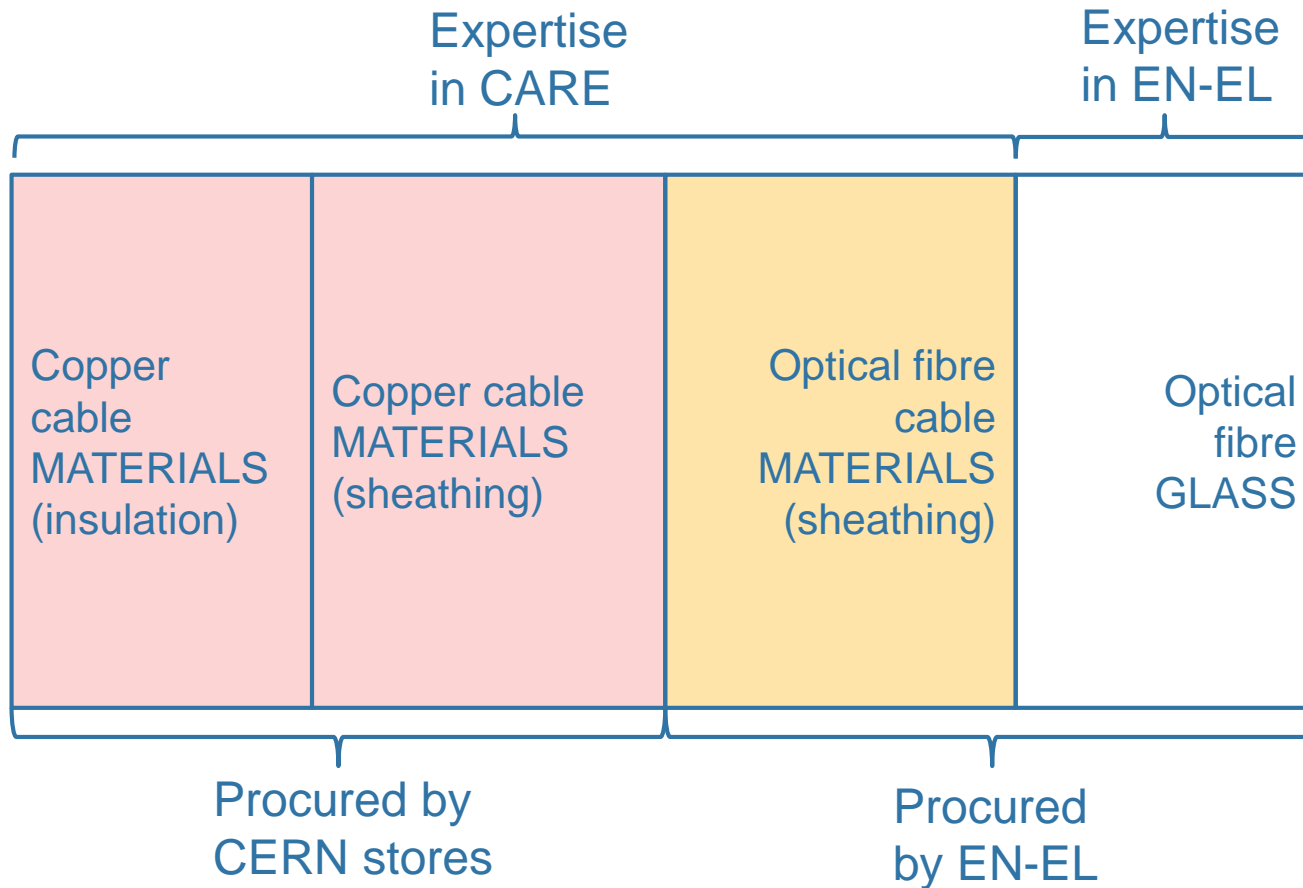 Expertise
in CARE
Expertise
in EN-EL
Copper
cable
MATERIALS
(insulation)
Copper cable
MATERIALS
(sheathing)
Optical fibre
cable
MATERIALS
(sheathing)
Optical
fibre
GLASS
Procured by
CERN stores
Procured
by EN-EL